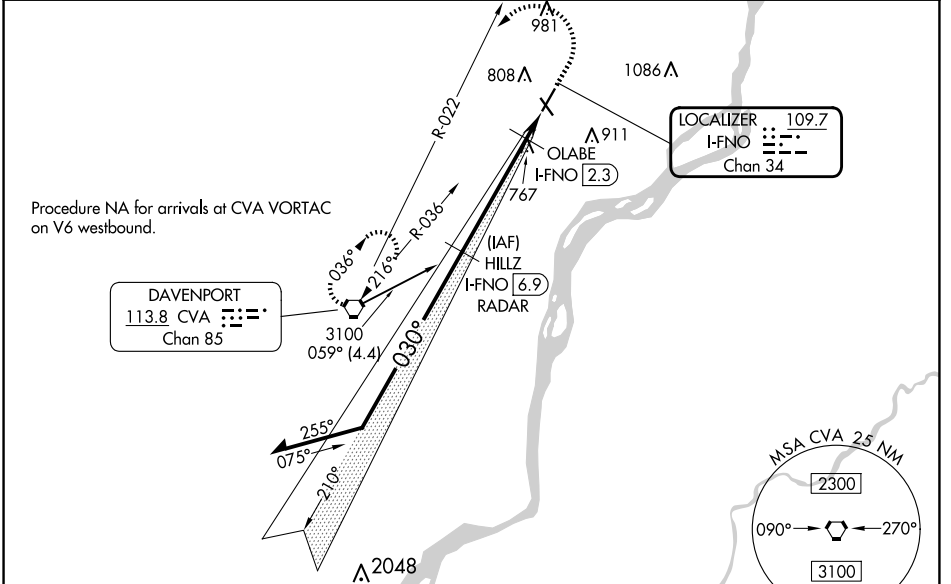 981
808
1086
R-022
LOCALIZER 109.7
I-FNO
Chan 34
911
OLABE
I-FNO 2.3
767
Procedure NA for arrivals at CVA VORTAC
on V6 westbound.
R-036
(IAF)
HILLZ
I-FNO 6.9
RADAR
036°
216°
DAVENPORT
113.8 CVA
Chan 85
3100
059° (4.4)
030°
255°
075°
210°
2048
MSA CVA 25 NM
2300
090°
270°
3100